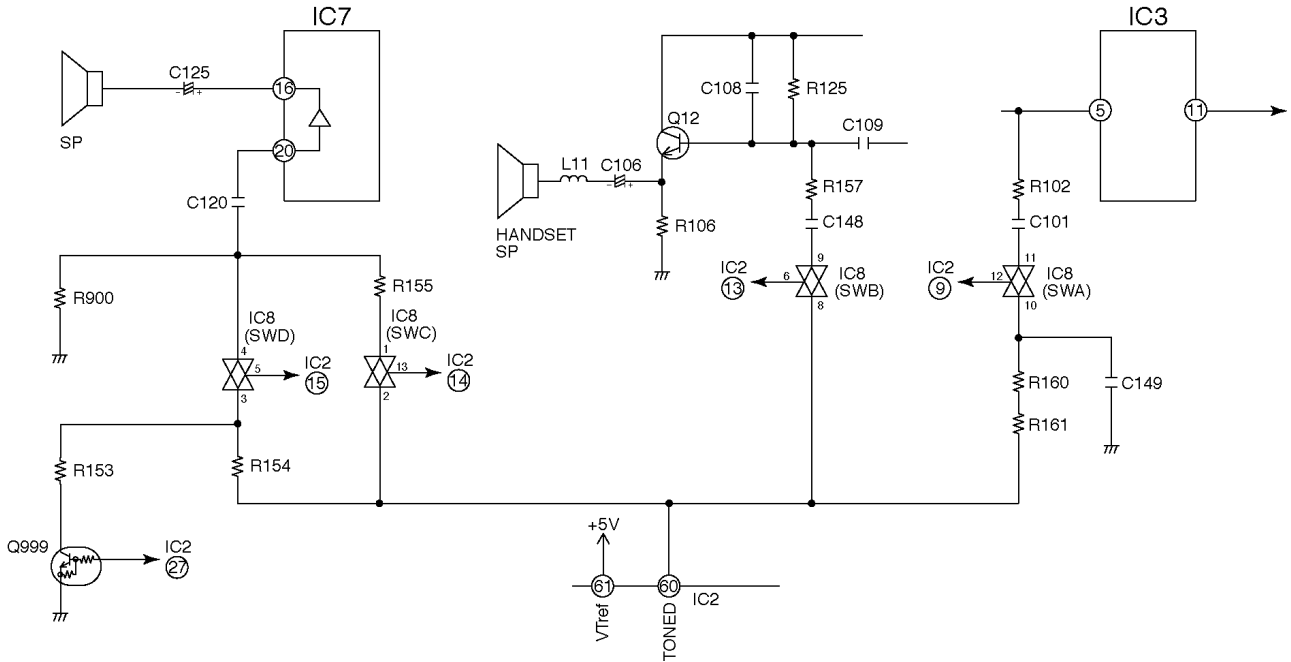 IC7
IC3
C125
16
- +
SP
20
C120
C108
R125
Q12
C109
L11
C106
- +
HANDSET
SP
R106
R157
C148
5
11
R102
C101
IC2
13
6
9
8
IC8
(SWB)
IC2
9
12
11
10
IC8
(SWA)
R900
R155
IC8
(SWD)
4
5
3
IC2
15
IC8
(SWC)
1
13
2
IC2
14
R160
C149
R161
R153
R154
Q999
IC2
27
+5V
61
60
IC2
VTref
TONED